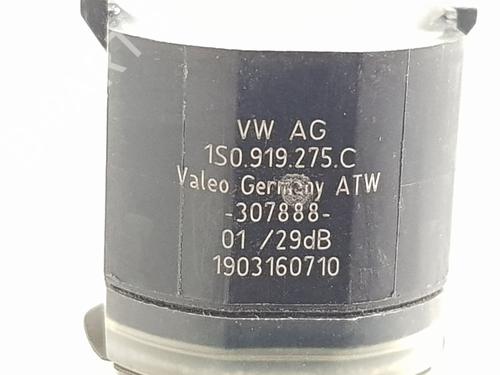 VW AG
1S0.919.275.C
Valeo Germany ATW
-307888-
01 /29dB
1903160710